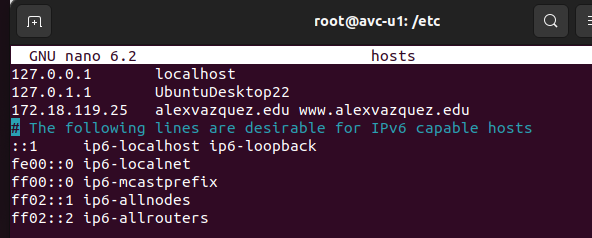 root@avc-u1: /etc
GNU nano 6.2 hosts
127.0.0.1 localhost
127.0.1.1 UbuntuDesktop22
172.18.119.25 alexvazquez.edu www.alexvazquez.edu
# The following lines are desirable for IPv6 capable hosts
::1 ip6-localhost ip6-loopback
fe00::0 ip6-localnet
ff00::0 ip6-mcastprefix
ff02::1 ip6-allnodes
ff02::2 ip6-allrouters